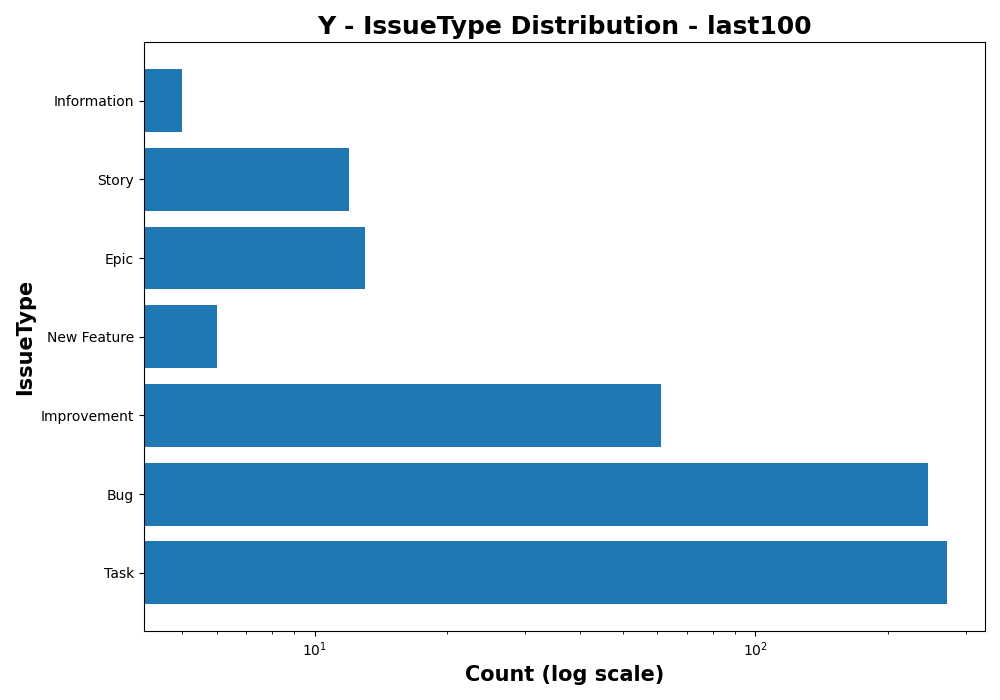 Y - IssueType Distribution - last100
Information
Story
Epic
New Feature
Improvement
Bug
Task
IssueType
10¹
10²
Count (log scale)